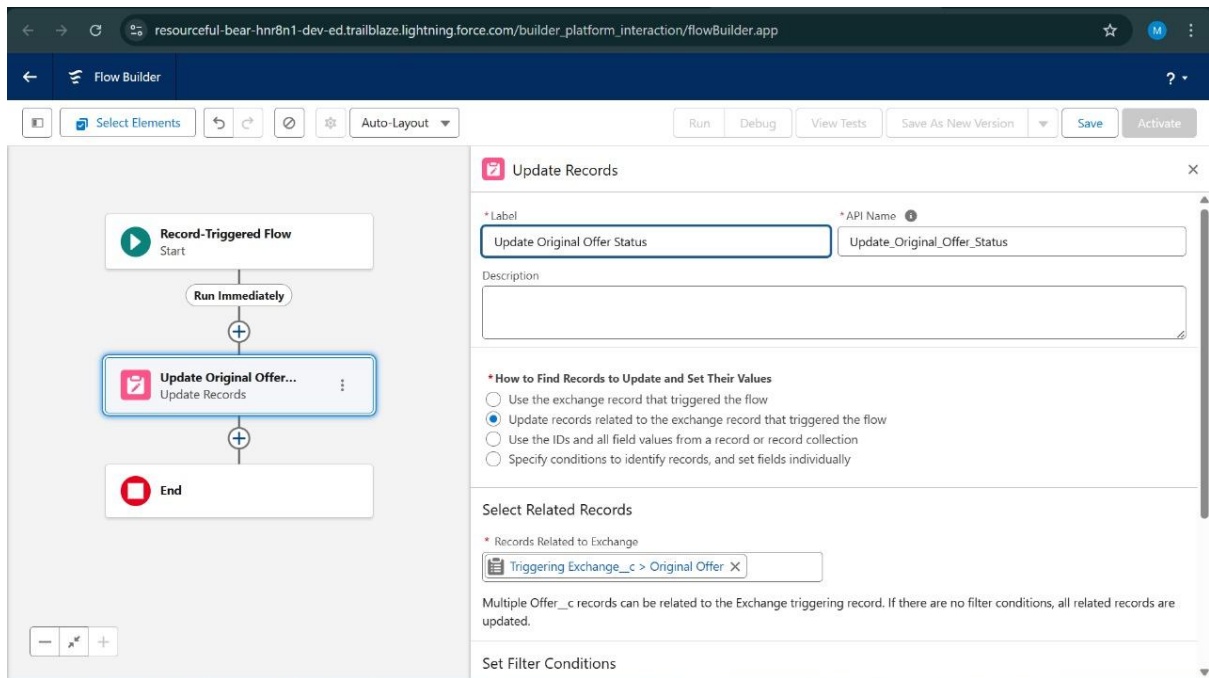 resourceful-bear-hnr8n1-dev-ed.trailblaze.lightning.force.com/builder_platform_interaction/flowBuilder.app
M
Flow Builder
?
Select Elements
Auto-Layout
Run
Debug
View Tests
Save As New Version
Save
Activate
Record-Triggered Flow
Start
Run Immediately
Update Original Offer...
Update Records
End
Update Records
*Label
*API Name
Update Original Offer Status
Update_Original_Offer_Status
Description
*How to Find Records to Update and Set Their Values
Use the exchange record that triggered the flow
Update records related to the exchange record that triggered the flow
Use the IDs and all field values from a record or record collection
Specify conditions to identify records, and set fields individually
Select Related Records
* Records Related to Exchange
Triggering Exchange__c > Original Offer
Multiple Offer__c records can be related to the Exchange triggering record. If there are no filter conditions, all related records are
updated.
Set Filter Conditions